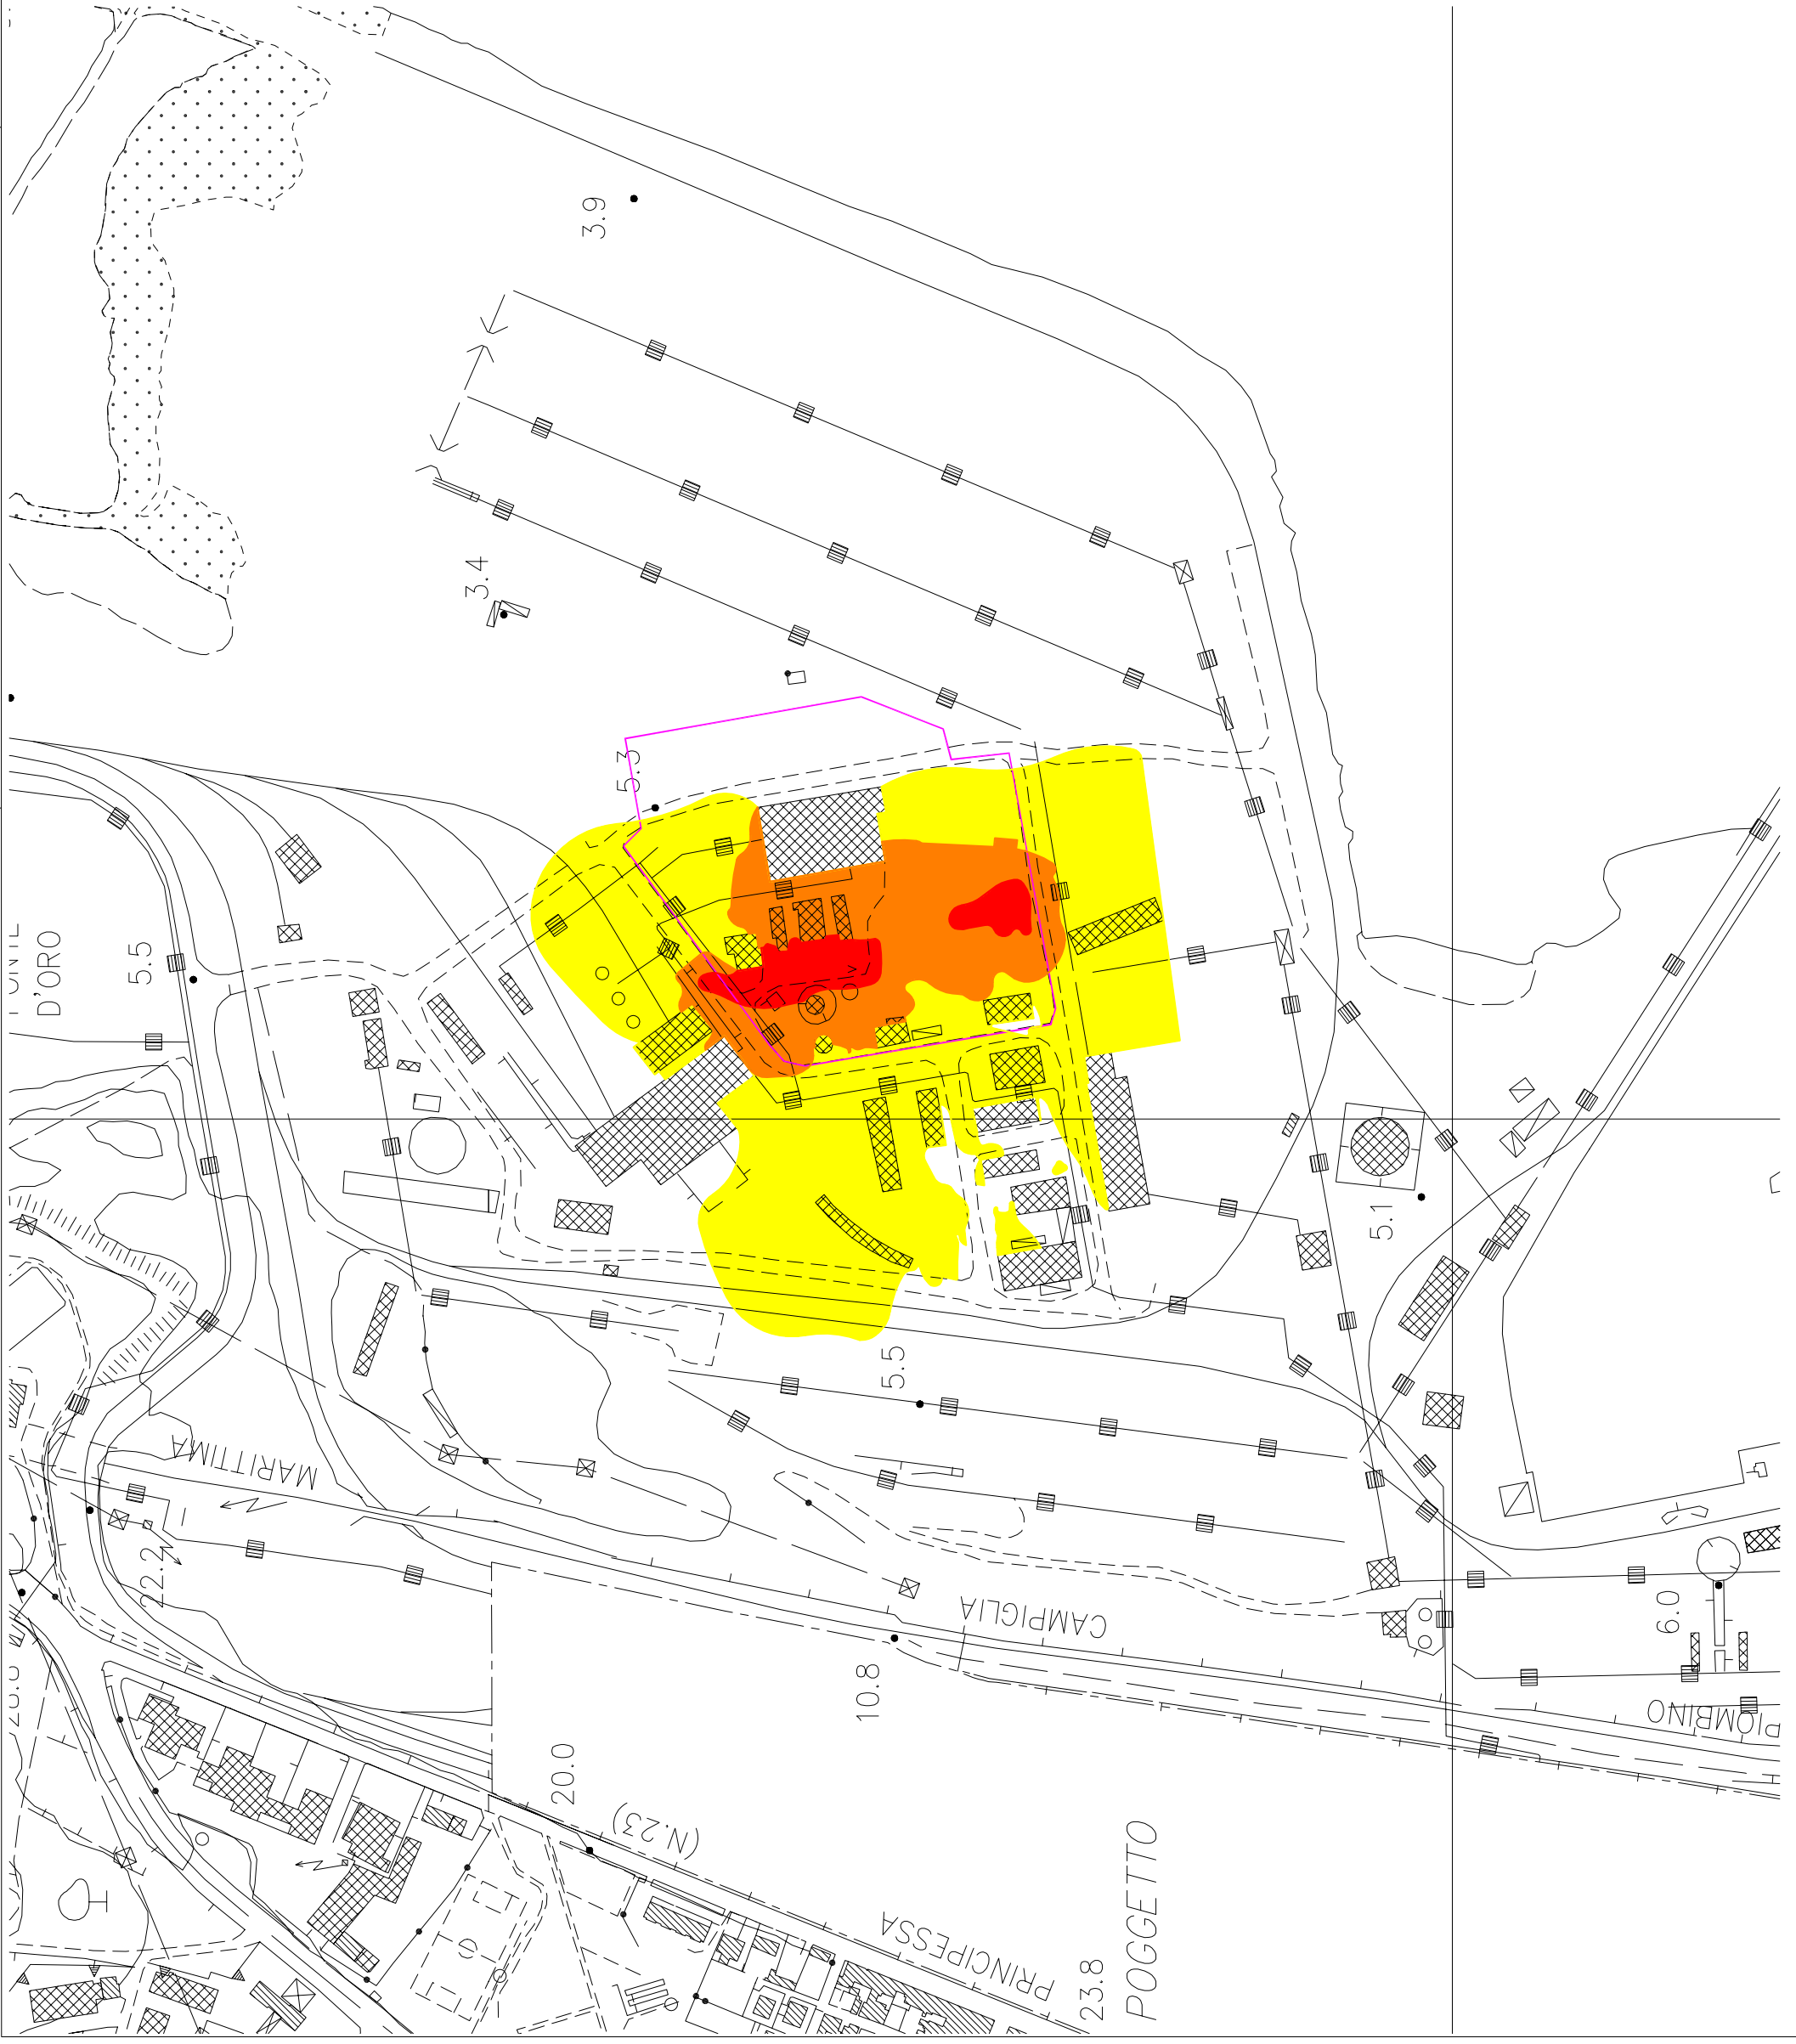 3.9
3.4
5.3
D'ORO
5.5
5.1
5.5
MARITTIMA
22.2
CAMPIGLIA
6.0
10.8
PIOMBINO
20.0
(N.23)
PRINCIPESSA
23.8
POGGETTO